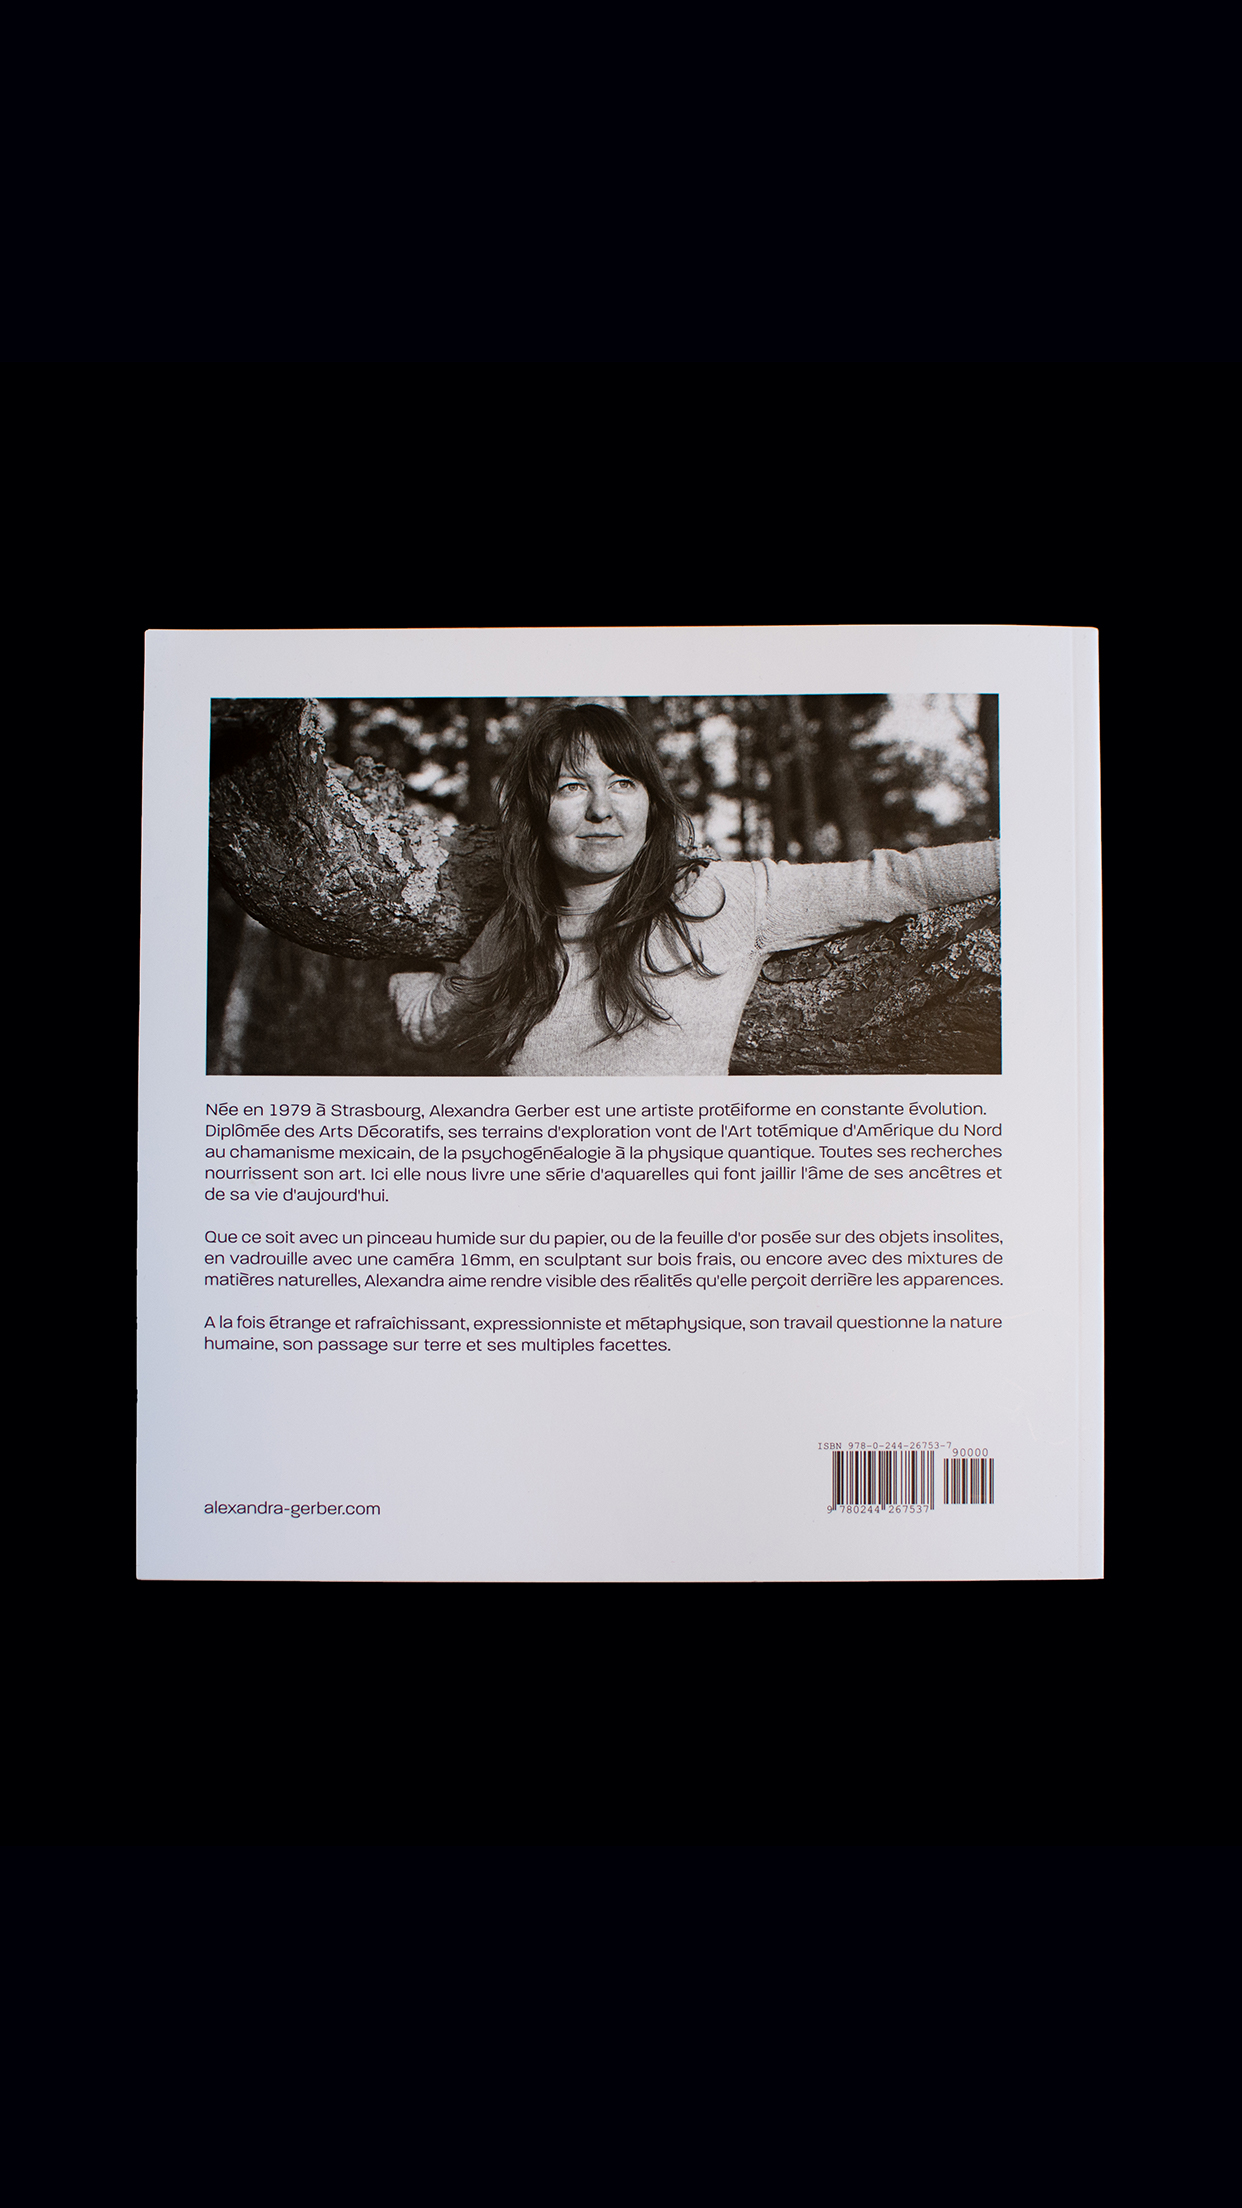 Née en 1979 à Strasbourg, Alexandra Gerber est une artiste protéiforme en constante évolution.
Diplômée des Arts Décoratifs, ses terrains d'exploration vont de l'Art totémique d'Amérique du Nord
au chamanisme mexicain, de la psychogénéalogie à la physique quantique. Toutes ses recherches
nourrissent son art. Ici elle nous livre une série d'aquarelles qui font jaillir l'âme de ses ancêtres et
de sa vie d'aujourd'hui.
Que ce soit avec un pinceau humide sur du papier, ou de la feuille d'or posée sur des objets insolites,
en vadrouille avec une caméra 16mm, en sculptant sur bois frais, ou encore avec des mixtures de
matières naturelles, Alexandra aime rendre visible des réalités qu'elle perçoit derrière les apparences.
A la fois étrange et rafraîchissant, expressionniste et métaphysique, son travail questionne la nature
humaine, son passage sur terre et ses multiples facettes.
ISBN 978-0-244-26753-7
90000
9 780244 267537
alexandra-gerber.com